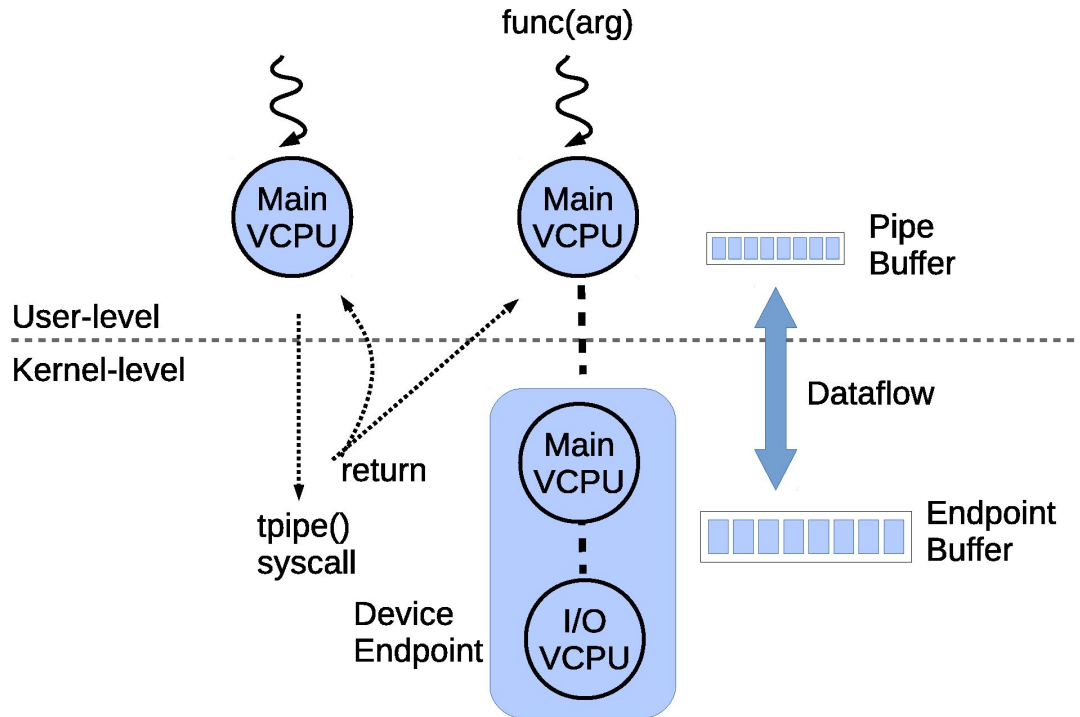 func(arg)
Main
VCPU
Main
VCPU
Pipe
Buffer
User-level
Kernel-level
Dataflow
Main
VCPU
return
tpipe()
syscall
Endpoint
Buffer
Device
Endpoint
I/O
VCPU